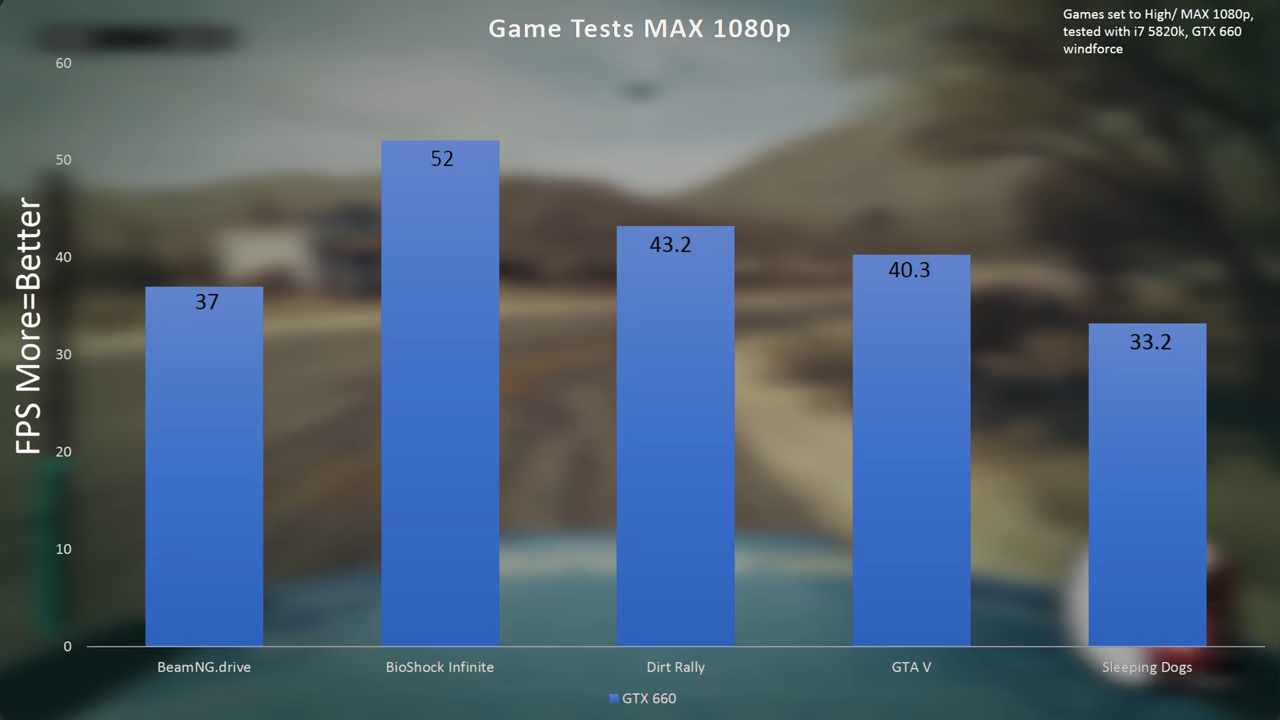 Game Tests MAX 1080p
Games set to High/ MAX 1080p,
tested with i7 5820k, GTX 660
windforce
FPS More=Better
60
50
40
30
20
10
0
37
52
43.2
40.3
33.2
BeamNG.drive
BioShock Infinite
Dirt Rally
GTA V
Sleeping Dogs
GTX 660